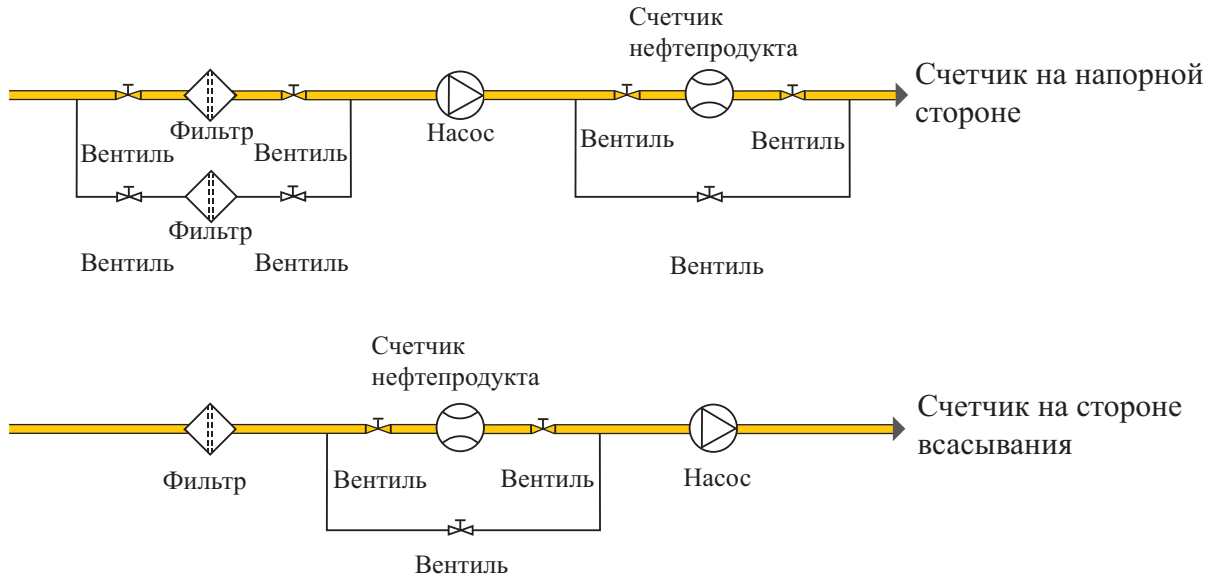 Счетчик
нефтепродукта
Счетчик на напорной
стороне
Фильтр
Насос
Вентиль
Вентиль
Вентиль
Вентиль
Фильтр
Вентиль
Вентиль
Вентиль
Счетчик
нефтепродукта
Счетчик на стороне
всасывания
Фильтр
Вентиль
Вентиль
Насос
Вентиль